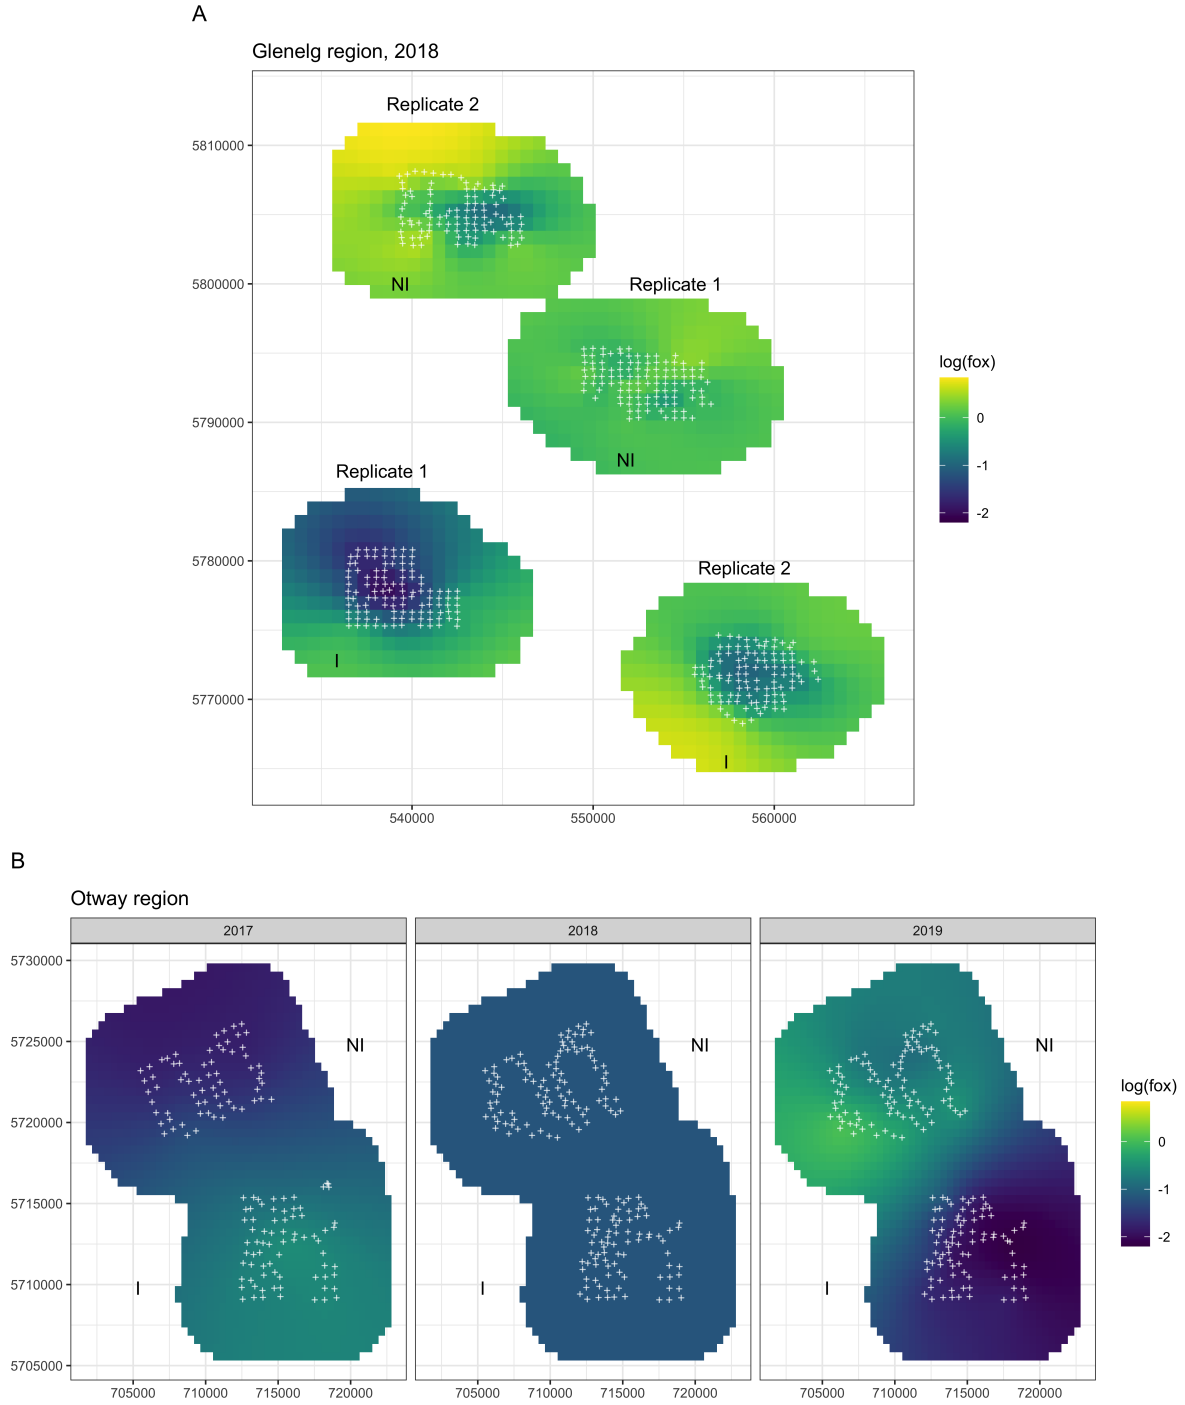 A
Glenelg region, 2018
Replicate 2
5810000
5800000
NI
Replicate 1
5790000
NI
log(fox)
0
-1
-2
Replicate 1
5780000
I
Replicate 2
5770000
I
540000 550000 560000
B
Otway region
2017 2018 2019
5730000
5725000
NI NI NI
5720000
5715000
5710000
I I I
5705000
705000 710000 715000 720000 705000 710000 715000 720000 705000 710000 715000 720000
log(fox)
0
-1
-2